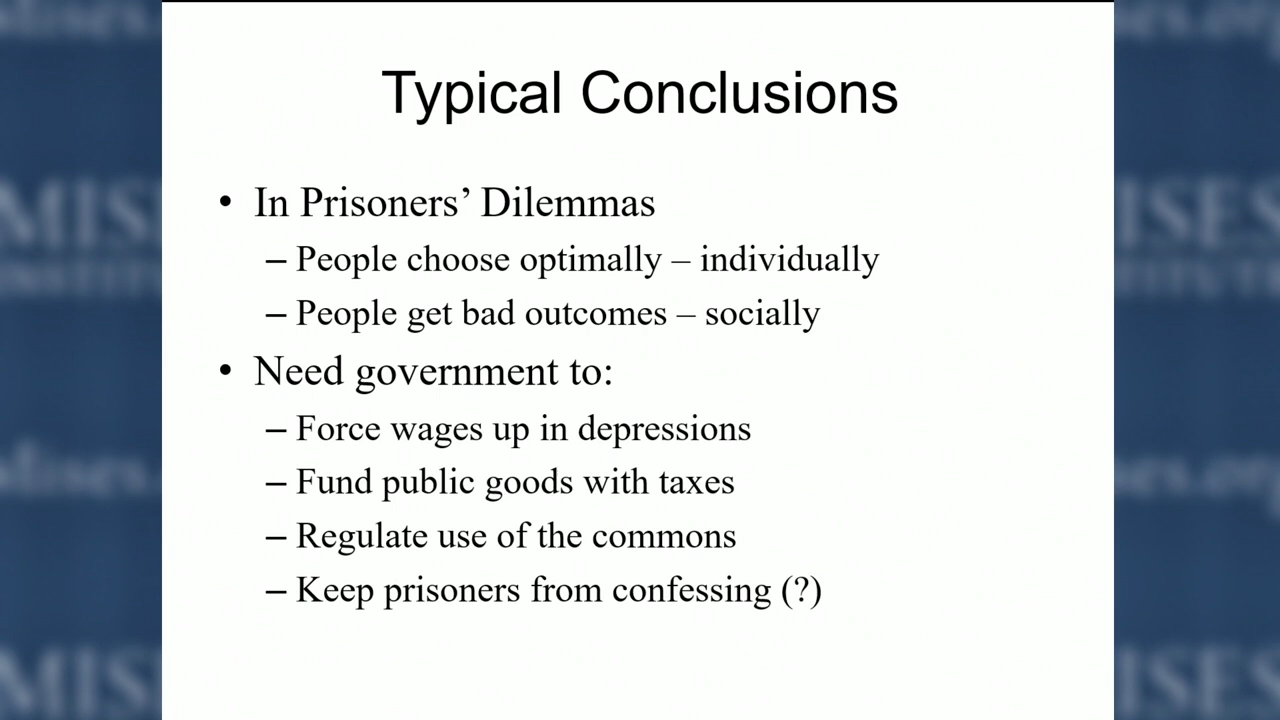 Typical Conclusions
• In Prisoners’ Dilemmas
– People choose optimally – individually
– People get bad outcomes – socially
• Need government to:
– Force wages up in depressions
– Fund public goods with taxes
– Regulate use of the commons
– Keep prisoners from confessing (?)